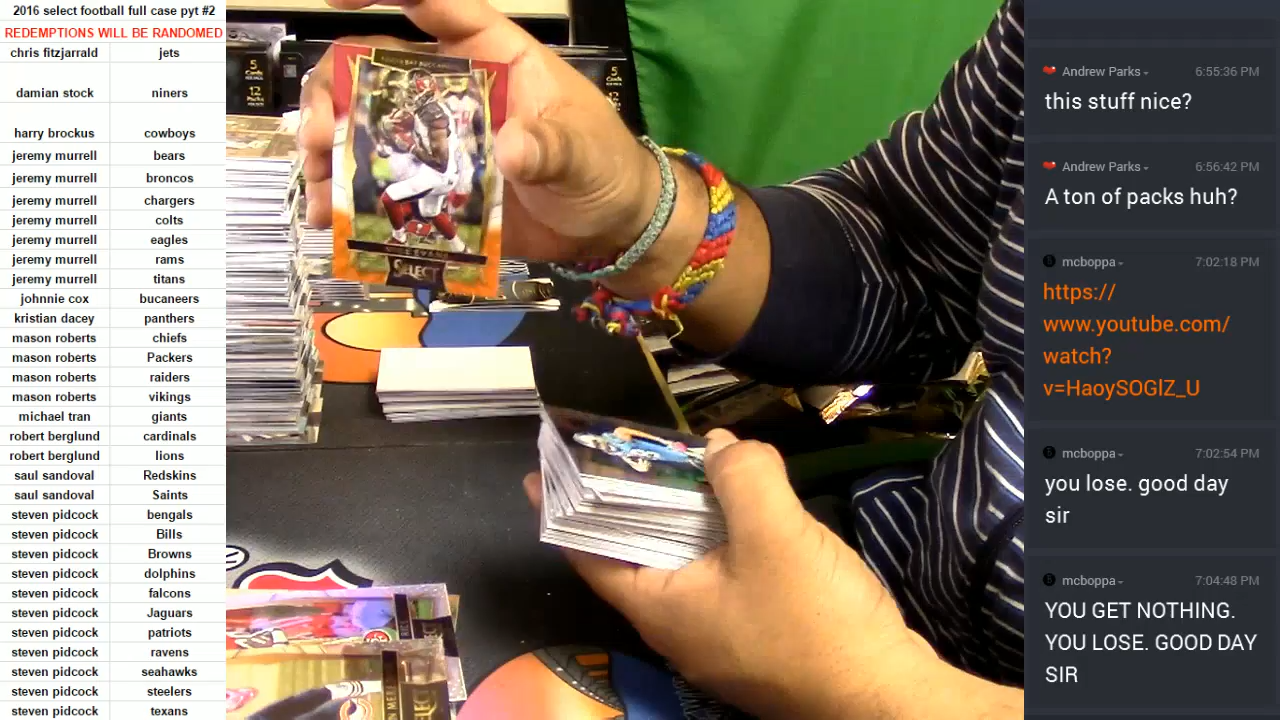 2016 select football full case pyt #2
REDEMPTIONS WILL BE RANDOMED
chris fitzjarrald jets
damian stock niners
harry brockus cowboys
jeremy murrell bears
jeremy murrell broncos
jeremy murrell chargers
jeremy murrell colts
jeremy murrell eagles
jeremy murrell rams
jeremy murrell titans
johnnie cox bucaneers
kristian dacey panthers
mason roberts chiefs
mason roberts Packers
mason roberts raiders
mason roberts vikings
michael tran giants
robert berglund cardinals
robert berglund lions
saul sandoval Redskins
saul sandoval Saints
steven pidcock bengals
steven pidcock Bills
steven pidcock Browns
steven pidcock dolphins
steven pidcock falcons
steven pidcock Jaguars
steven pidcock patriots
steven pidcock ravens
steven pidcock seahawks
steven pidcock steelers
steven pidcock texans
5
Cards
12
Packs
5
Cards
12
SELECT
SELECT
Andrew Parks 6:55:36 PM
this stuff nice?
Andrew Parks 6:56:42 PM
A ton of packs huh?
mcboppa 7:02:18 PM
https://
www.youtube.com/
watch?
v=HaoySOGlZ_U
mcboppa 7:02:54 PM
you lose. good day
sir
mcboppa 7:04:48 PM
YOU GET NOTHING.
YOU LOSE. GOOD DAY
SIR